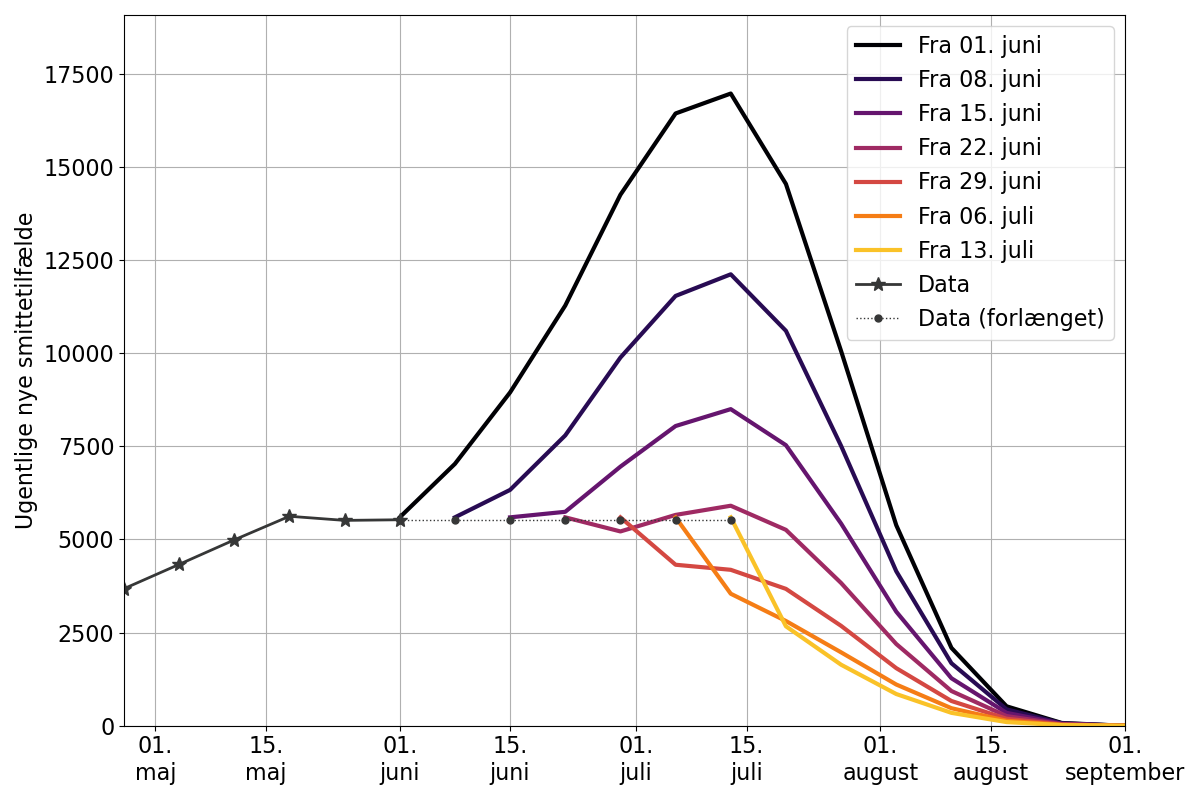 Ugentlige nye smittetilfælde
17500
15000
12500
10000
7500
5000
2500
0
Fra 01. juni
Fra 08. juni
Fra 15. juni
Fra 22. juni
Fra 29. juni
Fra 06. juli
Fra 13. juli
Data
Data (forlænget)
01. 15. 01. 15. 01. 15. 01. 15. 01.
maj maj juni juni juli juli august august september